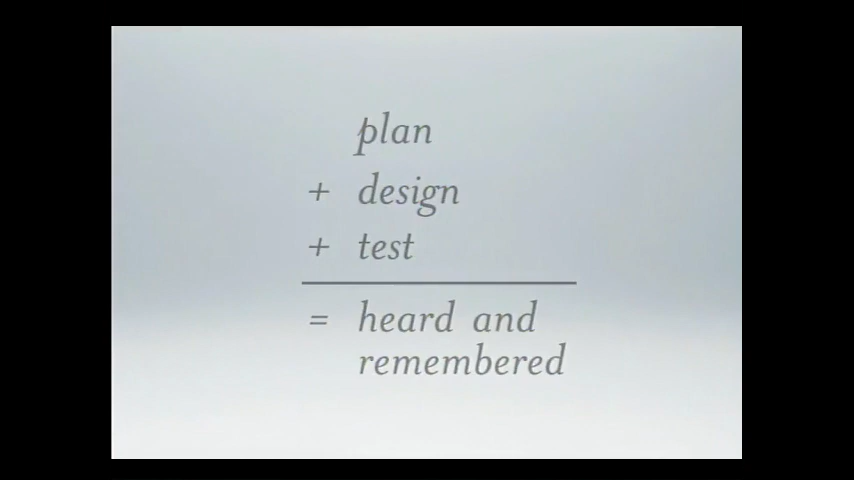 plan
+ design
+ test
= heard and
remembered